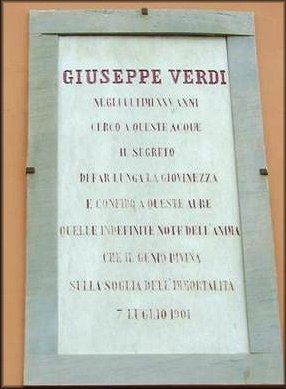 GIUSEPPE VERDI
NEGLI ULTIMI XXV ANNI
CERCÒ A QUESTE ACQUE
IL SEGRETO
DI FAR LUNGA LA GIOVINEZZA
E CONFIDÒ A QUESTE AURE
QUELLE INDEFINITE NOTE DELL'ANIMA
CHE IL GENIO DIVINA
SULLA SOGLIA DELL'IMMORTALITÀ
7 LUGLIO 1901